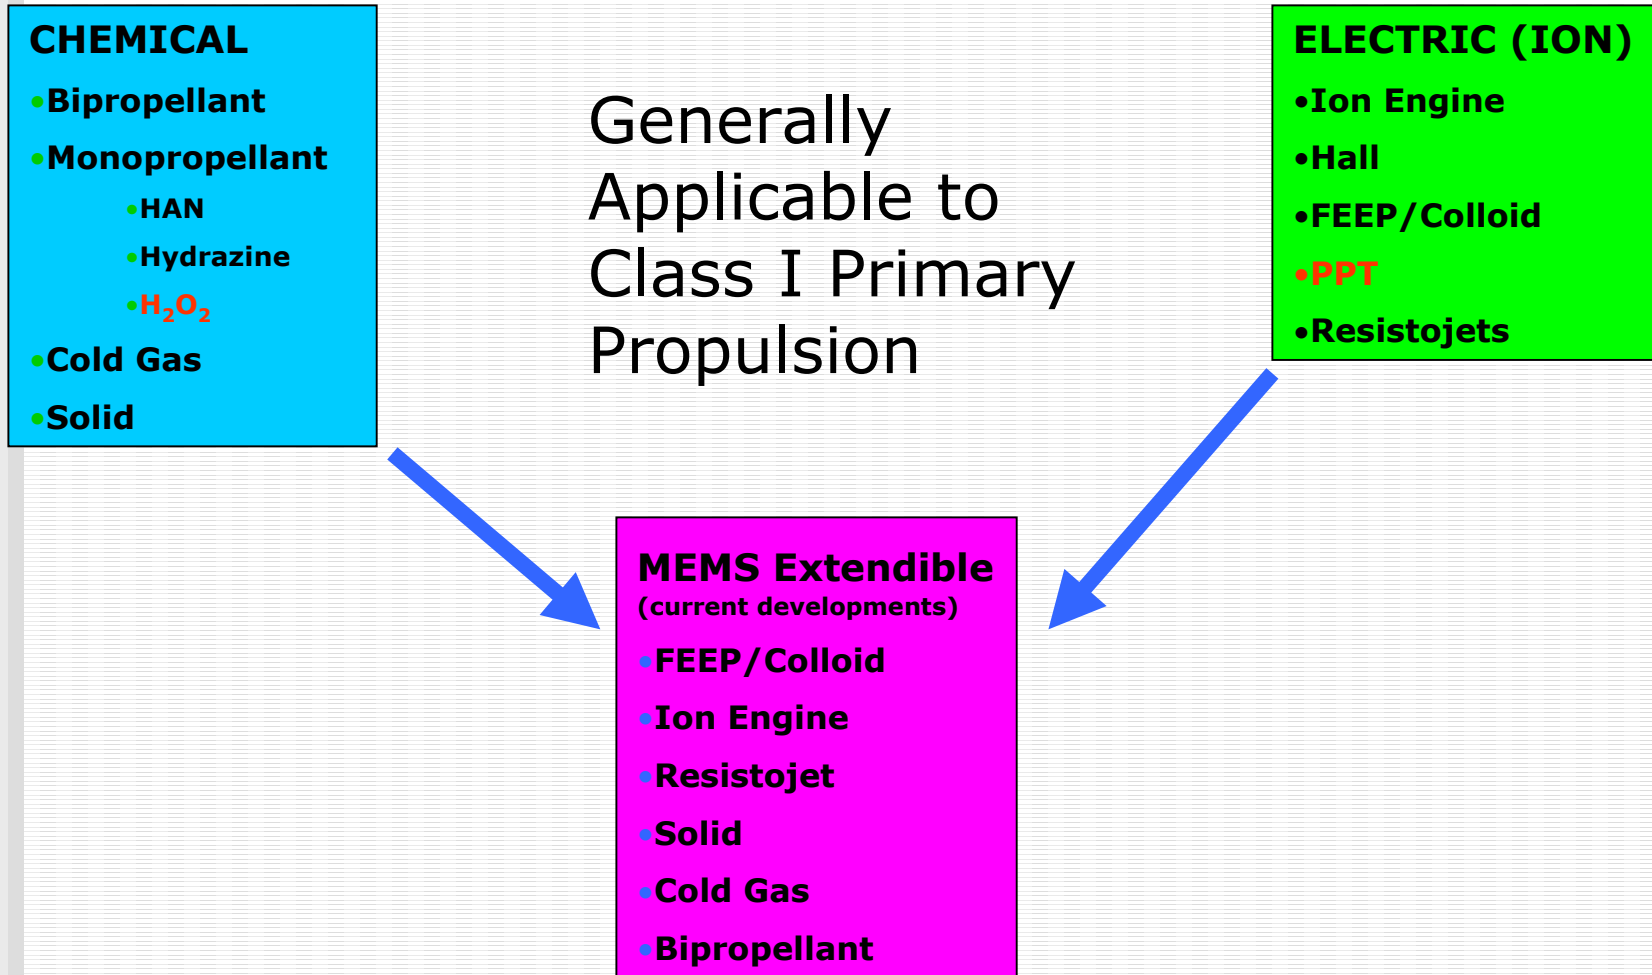 CHEMICAL
•Bipropellant
•Monopropellant
•HAN
•Hydrazine
•H₂O₂
•Cold Gas
•Solid
Generally
Applicable to
Class I Primary
Propulsion
ELECTRIC (ION)
•Ion Engine
•Hall
•FEEP/Colloid
•PPT
•Resistojets
MEMS Extendible
(current developments)
•FEEP/Colloid
•Ion Engine
•Resistojet
•Solid
•Cold Gas
•Bipropellant